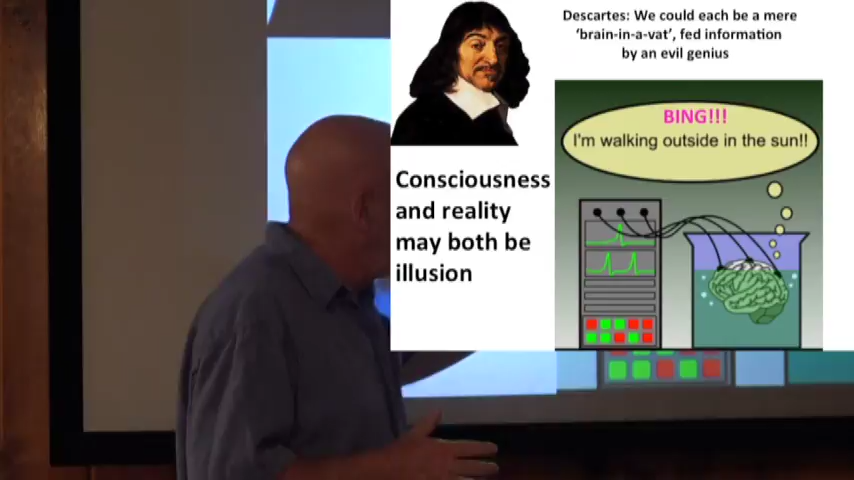 Descartes: We could each be a mere
‘brain-in-a-vat’, fed information
by an evil genius
BING!!!
I'm walking outside in the sun!!
Consciousness
and reality
may both be
illusion